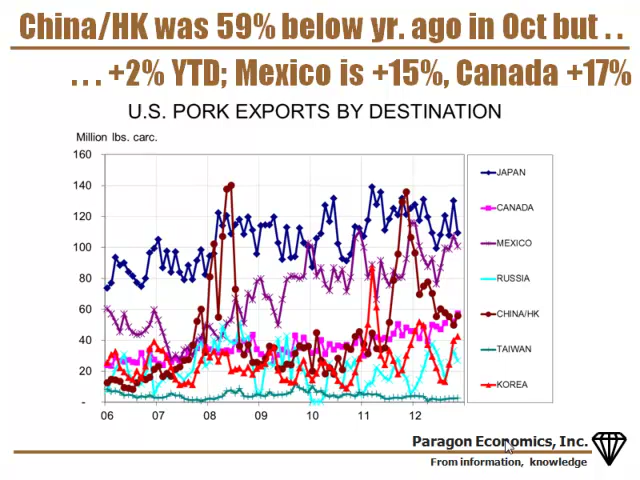 China/HK was 59% below yr. ago in Oct but . .
. . . +2% YTD; Mexico is +15%, Canada +17%
U.S. PORK EXPORTS BY DESTINATION
Million lbs. carc.
160
140
120
100
80
60
40
20
-
06 07 08 09 10 11 12
JAPAN
CANADA
MEXICO
RUSSIA
CHINA/HK
TAIWAN
KOREA
Paragon Economics, Inc.
From information, knowledge